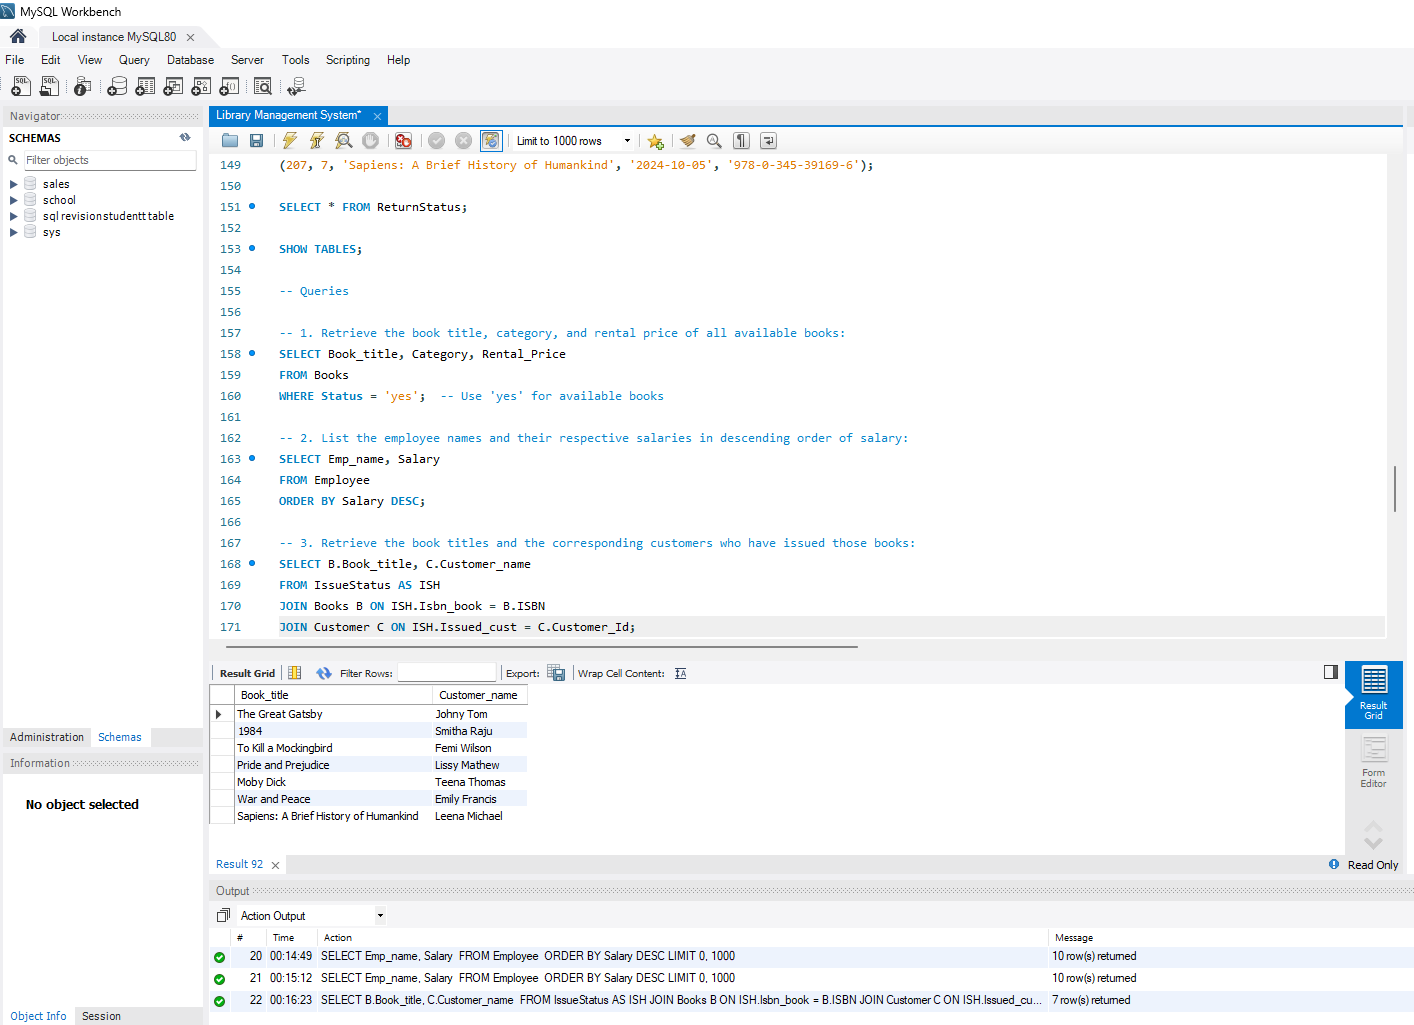 MySQL Workbench
Local instance MySQL80
File Edit View Query Database Server Tools Scripting Help
Navigator
SCHEMAS
Filter objects
sales
school
sql revision studentt table
sys
Administration Schemas
Information
No object selected
Object Info Session
Library Management System*
Limit to 1000 rows
149 (207, 7, 'Sapiens: A Brief History of Humankind', '2024-10-05', '978-0-345-39169-6');
150
151 SELECT * FROM ReturnStatus;
152
153 SHOW TABLES;
154
155 -- Queries
156
157 -- 1. Retrieve the book title, category, and rental price of all available books:
158 SELECT Book_title, Category, Rental_Price
159 FROM Books
160 WHERE Status = 'yes';  -- Use 'yes' for available books
161
162 -- 2. List the employee names and their respective salaries in descending order of salary:
163 SELECT Emp_name, Salary
164 FROM Employee
165 ORDER BY Salary DESC;
166
167 -- 3. Retrieve the book titles and the corresponding customers who have issued those books:
168 SELECT B.Book_title, C.Customer_name
169 FROM IssueStatus AS ISH
170 JOIN Books B ON ISH.Isbn_book = B.ISBN
171 JOIN Customer C ON ISH.Issued_cust = C.Customer_Id;
Result Grid Filter Rows: Export: Wrap Cell Content:
Book_title Customer_name
The Great Gatsby Johny Tom
1984 Smitha Raju
To Kill a Mockingbird Femi Wilson
Pride and Prejudice Lissy Mathew
Moby Dick Teena Thomas
War and Peace Emily Francis
Sapiens: A Brief History of Humankind Leena Michael
Result
Grid
Form
Editor
Result 92
Read Only
Output
Action Output
# Time Action Message
20 00:14:49 SELECT Emp_name, Salary FROM Employee ORDER BY Salary DESC LIMIT 0, 1000 10 row(s) returned
21 00:15:12 SELECT Emp_name, Salary FROM Employee ORDER BY Salary DESC LIMIT 0, 1000 10 row(s) returned
22 00:16:23 SELECT B.Book_title, C.Customer_name FROM IssueStatus AS ISH JOIN Books B ON ISH.Isbn_book = B.ISBN JOIN Customer C ON ISH.Issued_cu... 7 row(s) returned